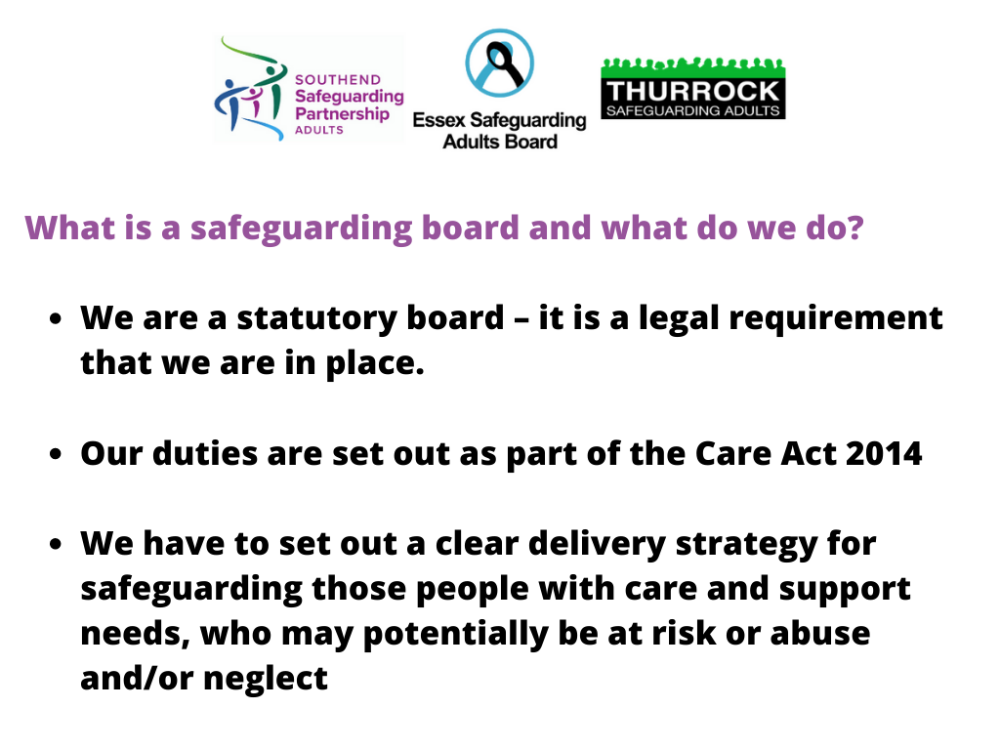 SOUTHEND
Safeguarding
Partnership
ADULTS
Essex Safeguarding
Adults Board
THURROCK
SAFEGUARDING ADULTS
What is a safeguarding board and what do we do?
• We are a statutory board – it is a legal requirement
that we are in place.
• Our duties are set out as part of the Care Act 2014
• We have to set out a clear delivery strategy for
safeguarding those people with care and support
needs, who may potentially be at risk or abuse
and/or neglect